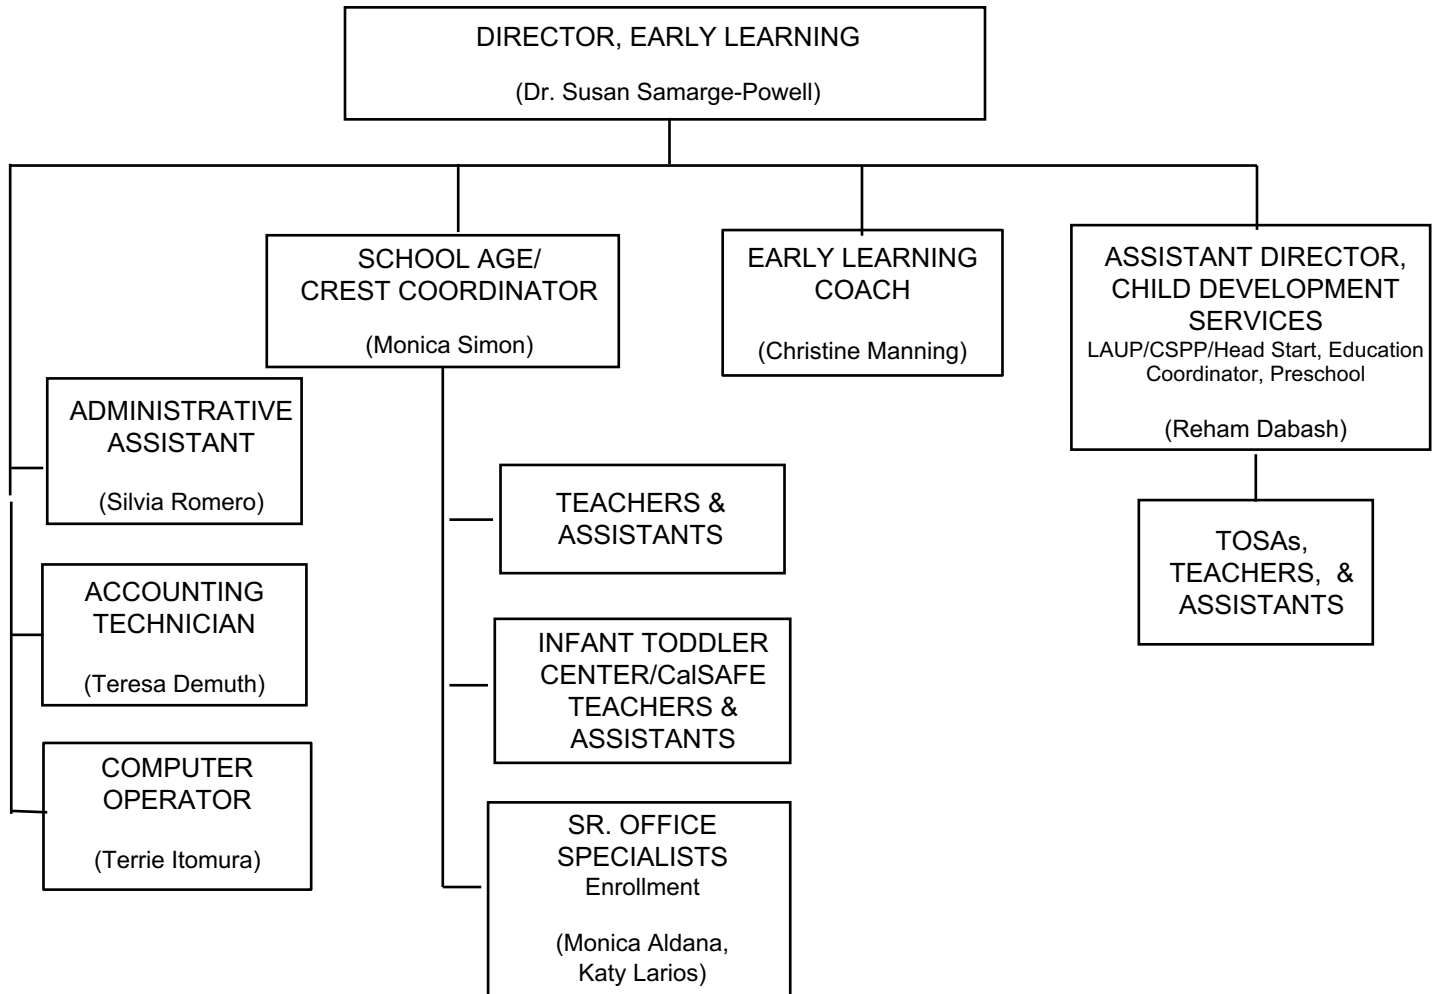 DIRECTOR, EARLY LEARNING
(Dr. Susan Samarge-Powell)
SCHOOL AGE/
CREST COORDINATOR
(Monica Simon)
EARLY LEARNING
COACH
(Christine Manning)
ASSISTANT DIRECTOR,
CHILD DEVELOPMENT
SERVICES
LAUP/CSPP/Head Start, Education
Coordinator, Preschool
(Reham Dabash)
ADMINISTRATIVE
ASSISTANT
(Silvia Romero)
TEACHERS &
ASSISTANTS
TOSAs,
TEACHERS, &
ASSISTANTS
ACCOUNTING
TECHNICIAN
(Teresa Demuth)
INFANT TODDLER
CENTER/CalSAFE
TEACHERS &
ASSISTANTS
COMPUTER
OPERATOR
(Terrie Itomura)
SR. OFFICE
SPECIALISTS
Enrollment
(Monica Aldana,
Katy Larios)